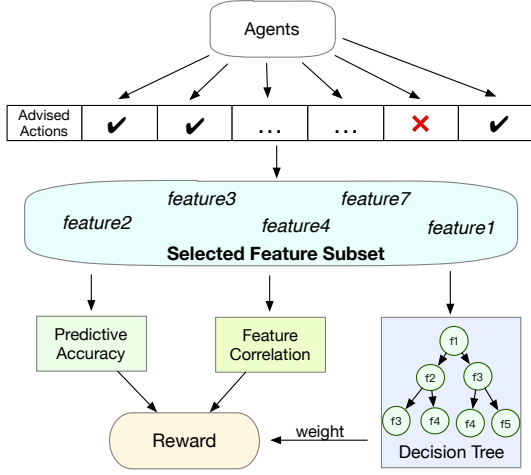 Agents
Advised
Actions
✔ ✔ ... ... ✕ ✔
feature3 feature7
feature2 feature4 feature1
Selected Feature Subset
Predictive
Accuracy
Feature
Correlation
f1
f2 f3
f3 f4 f4 f5
Decision Tree
weight
Reward